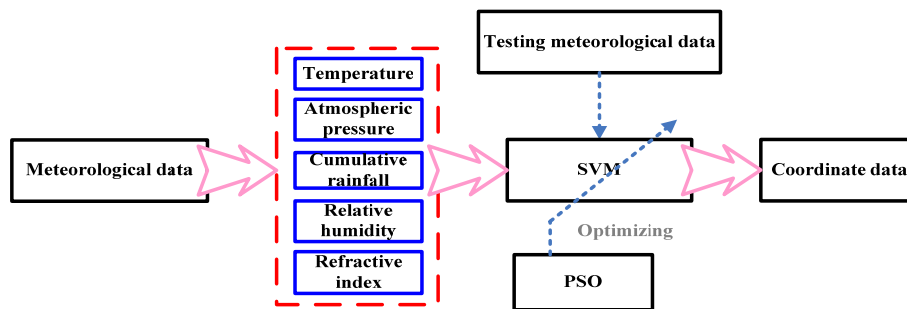 Testing meteorological data
Temperature
Atmospheric
pressure
Meteorological data
Cumulative
rainfall
SVM
Coordinate data
Relative
humidity
Optimizing
Refractive
index
PSO